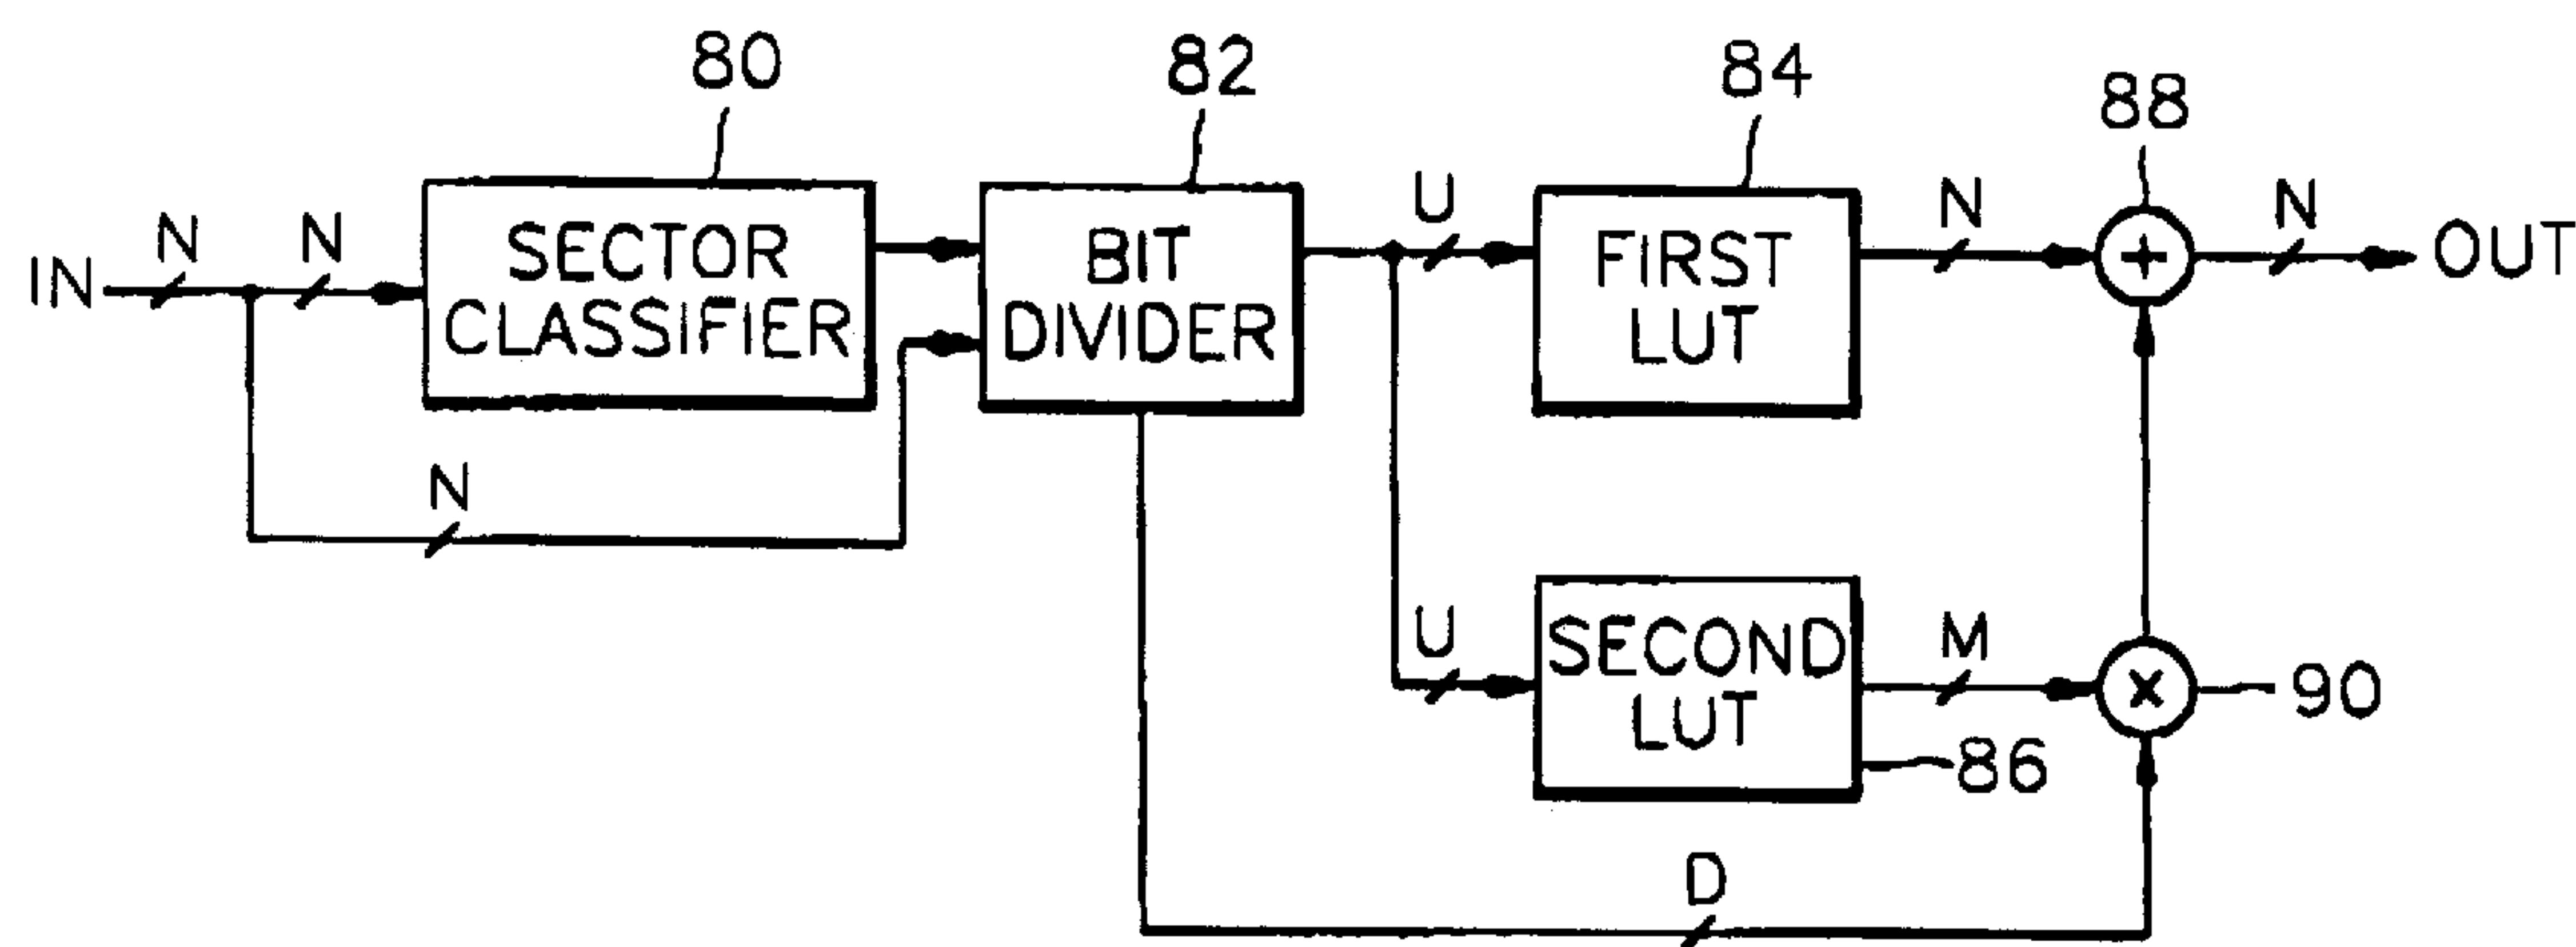 80
82
84
88
IN
N
N
SECTOR
CLASSIFIER
BIT
DIVIDER
U
FIRST
LUT
N
N
OUT
N
U
SECOND
LUT
M
90
86
D